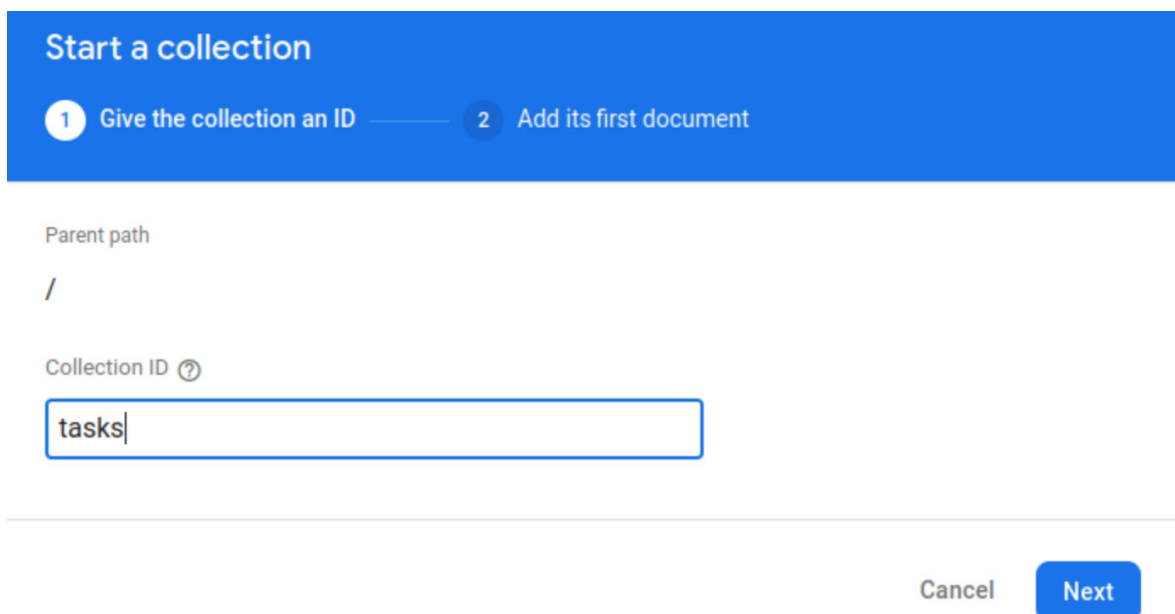 Start a collection
1 Give the collection an ID 2 Add its first document
Parent path
/
Collection ID ?
tasks
Cancel Next